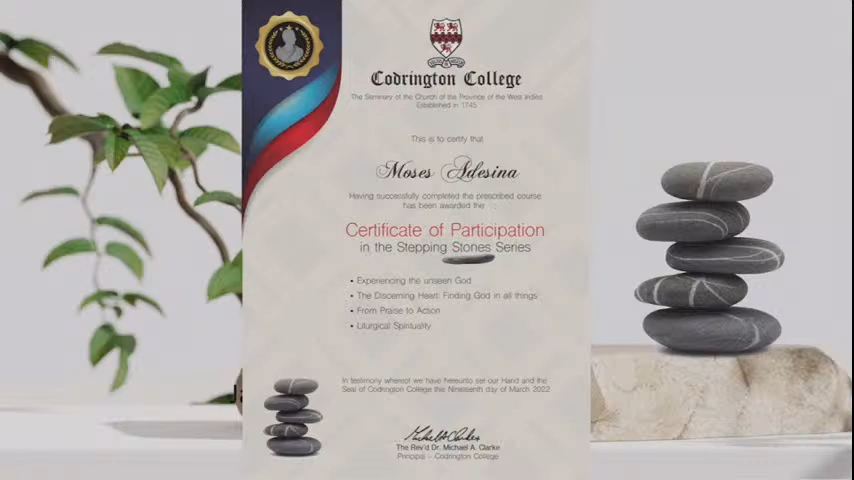 Codrington College
The Seminary of the Church of the Province of the West Indies
Established in 1745
This is to certify that
Moses Adesina
Having successfully completed the prescribed course
has been awarded the
Certificate of Participation
in the Stepping Stones Series
• Experiencing the unseen God
• The Discerning Heart: Finding God in all things
• From Praise to Action
• Liturgical Spirituality
In testimony whereof we have hereunto set our Hand and the
Seal of Codrington College this Nineteenth day of March 2022
The Rev'd Dr. Michael A. Clarke
Principal – Codrington College